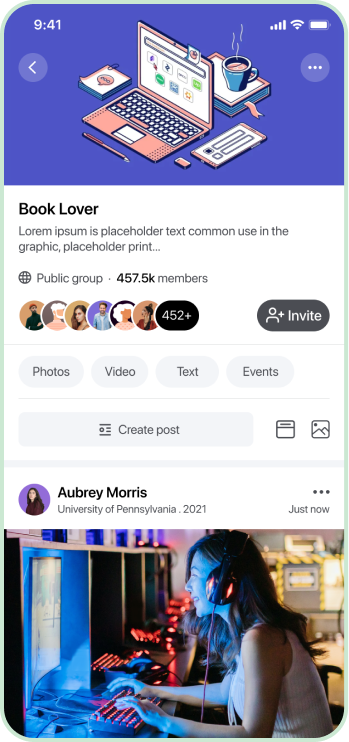 9:41
Book Lover
Lorem ipsum is placeholder text common use in the
graphic, placeholder print...
Public group · 457.5k members
452+
Invite
Photos
Video
Text
Events
Create post
Aubrey Morris
University of Pennsylvania . 2021
Just now